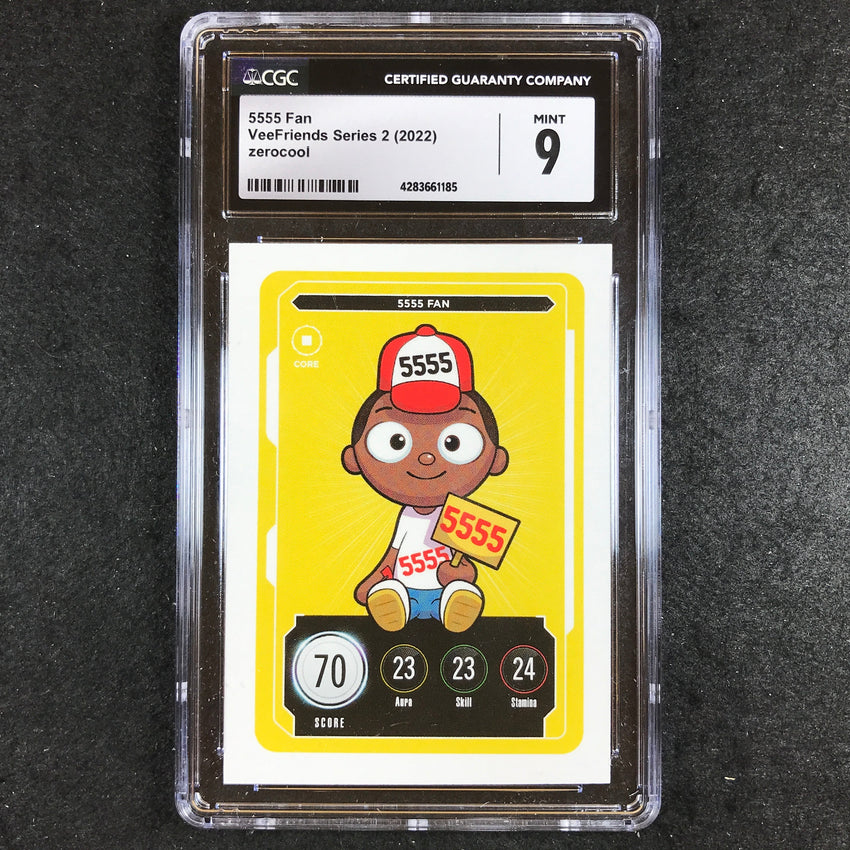 CGC
CERTIFIED GUARANTY COMPANY
5555 Fan
VeeFriends Series 2 (2022)
zerocool
4283661185
MINT
9
5555 FAN
CORE
5555
5555
5555
70
23
23
24
SCORE
Aura
Skill
Stamina